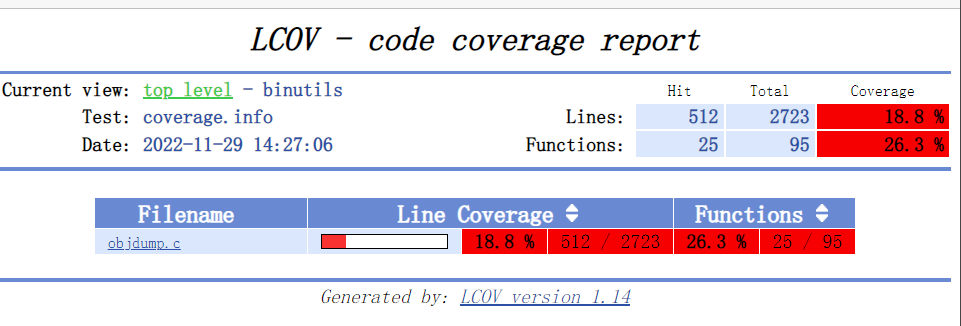 LCOV - code coverage report
Current view: top level - binutils Hit Total Coverage
Test: coverage.info Lines: 512 2723 18.8 %
Date: 2022-11-29 14:27:06 Functions: 25 95 26.3 %
Filename Line Coverage Functions
objdump.c 18.8 % 512 / 2723 26.3 % 25 / 95
Generated by: LCOV version 1.14